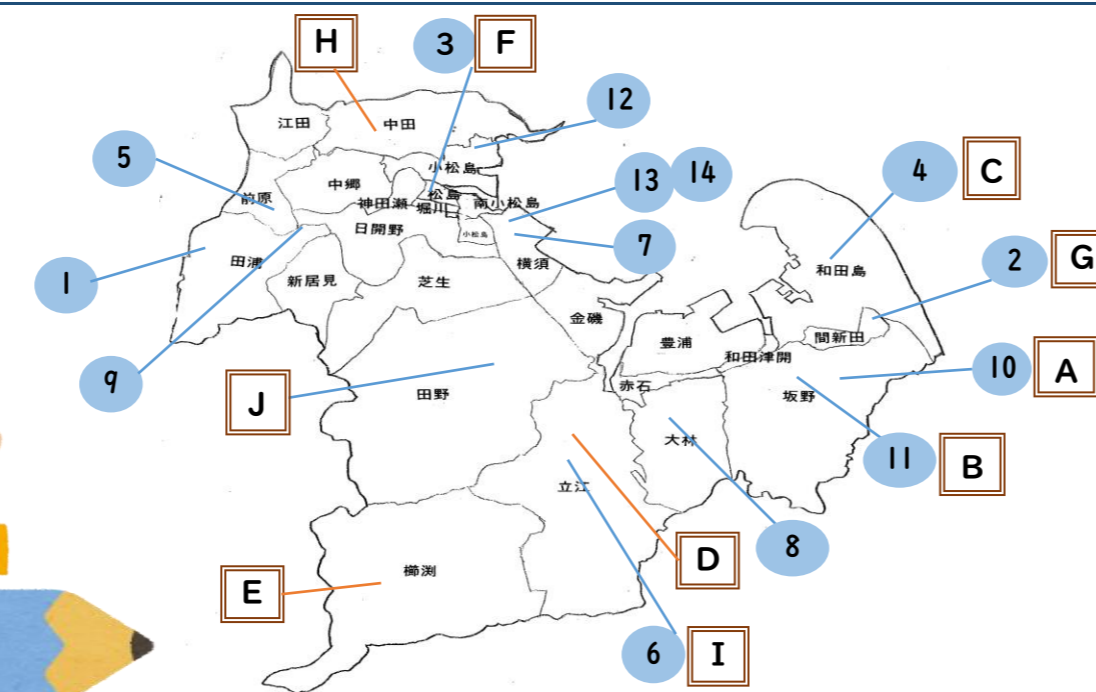 H
3
F
江田
中田
12
5
小松島
4
C
中郷
松島
13
14
前原
神田瀬
堀川
南小松島
日開野
小松島
7
田浦
横須
和田島
2
G
1
新居見
芝生
金磯
間新田
豊浦
和田津開
10
A
9
赤石
J
田野
坂野
大林
11
B
立江
8
櫛渕
D
E
6
I